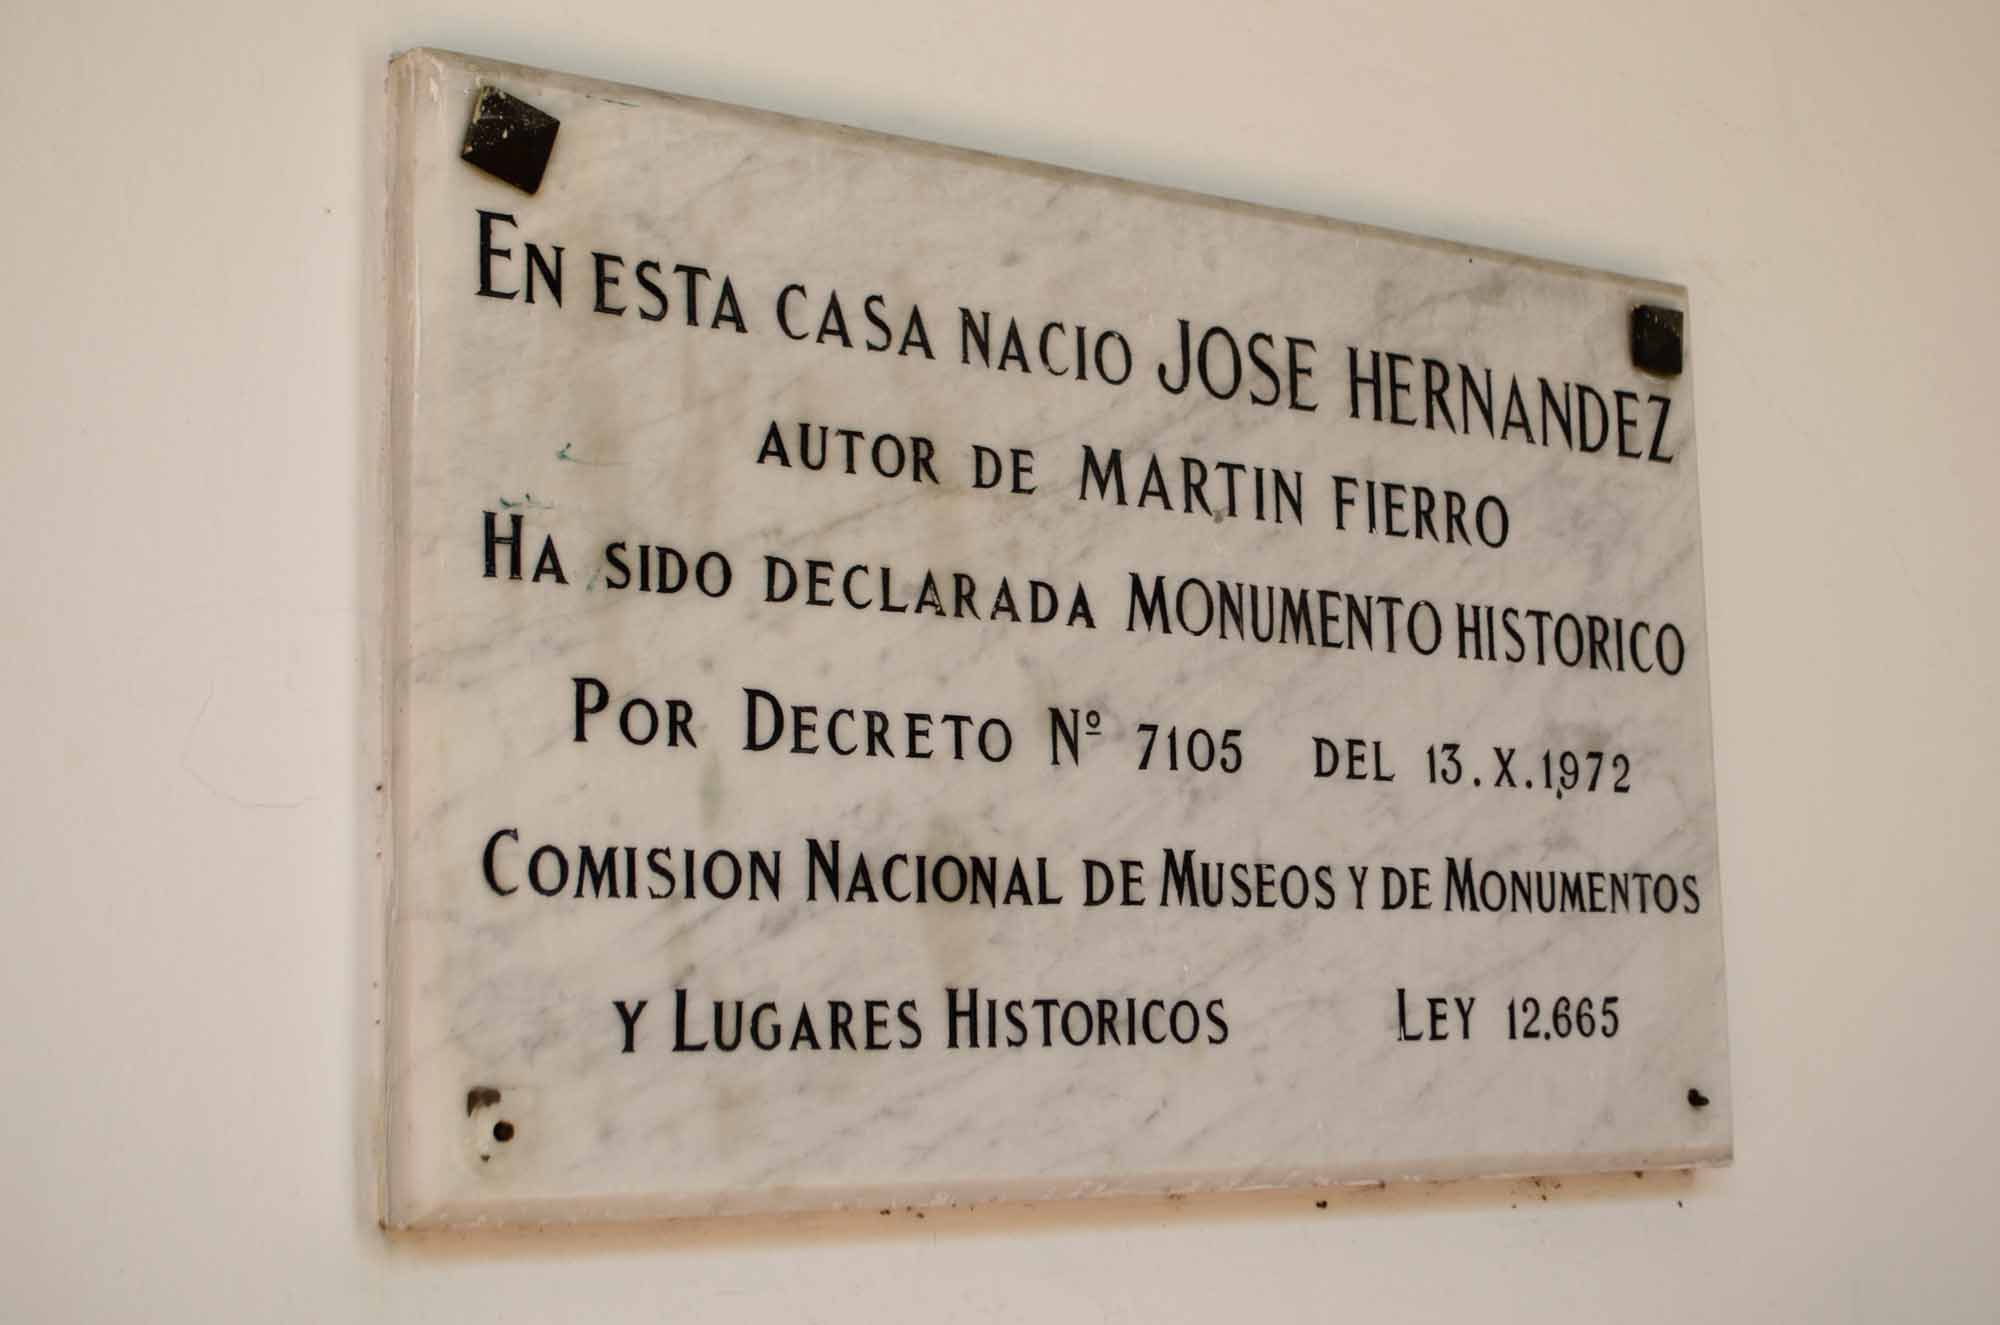 EN ESTA CASA NACIO JOSE HERNANDEZ
AUTOR DE MARTIN FIERRO
HA SIDO DECLARADA MONUMENTO HISTORICO
POR DECRETO Nº 7105 DEL 13.X.1972
COMISION NACIONAL DE MUSEOS Y DE MONUMENTOS
Y LUGARES HISTORICOS LEY 12.665